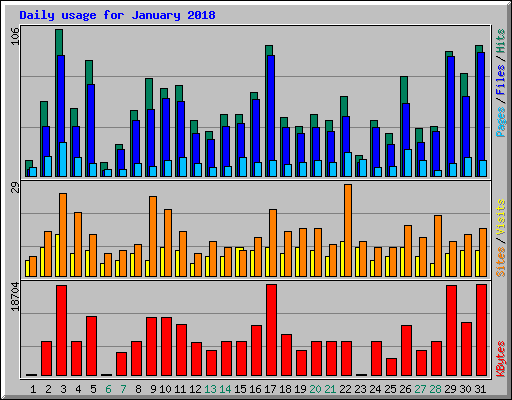 Daily usage for January 2018
106
Pages / Files / Hits
29
Sites / Visits
18704
KBytes
1 2 3 4 5 6 7 8 9 10 11 12 13 14 15 16 17 18 19 20 21 22 23 24 25 26 27 28 29 30 31